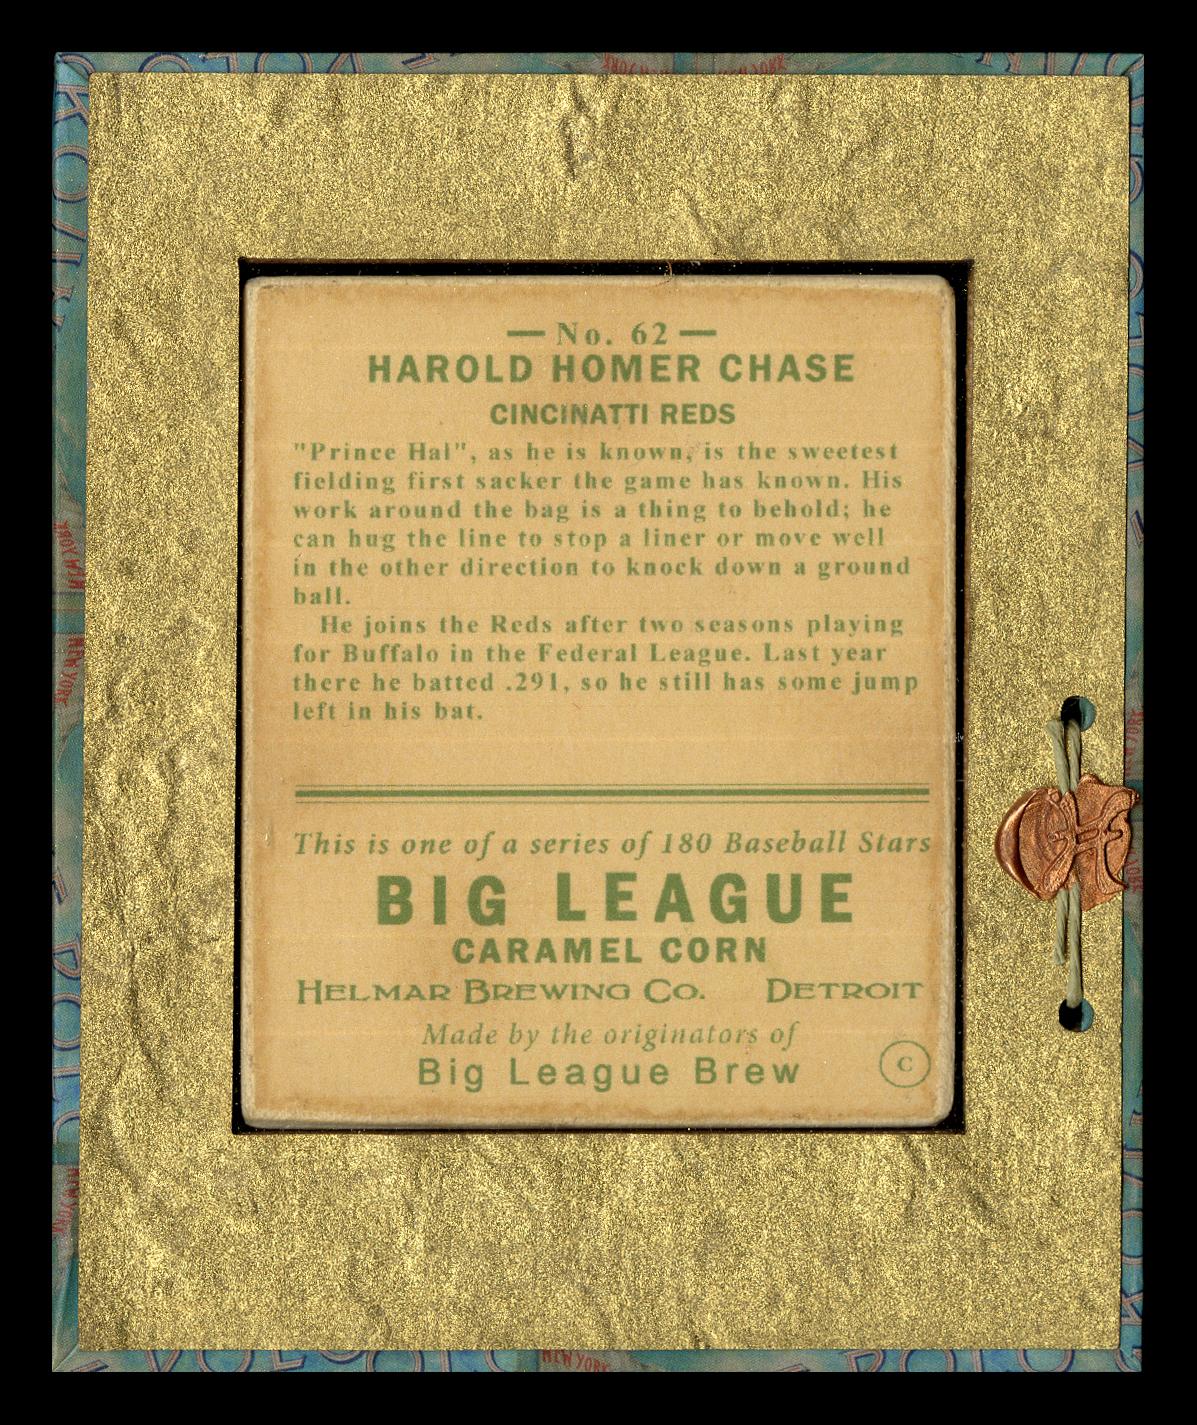 — No. 62 —
HAROLD HOMER CHASE
CINCINATTI REDS
"Prince Hal", as he is known, is the sweetest
fielding first sacker the game has known. His
work around the bag is a thing to behold; he
can hug the line to stop a liner or move well
in the other direction to knock down a ground
ball.
He joins the Reds after two seasons playing
for Buffalo in the Federal League. Last year
there he batted .291, so he still has some jump
left in his bat.
This is one of a series of 180 Baseball Stars
BIG LEAGUE
CARAMEL CORN
HELMAR BREWING CO. DETROIT
Made by the originators of
Big League Brew
C
NEW YORK